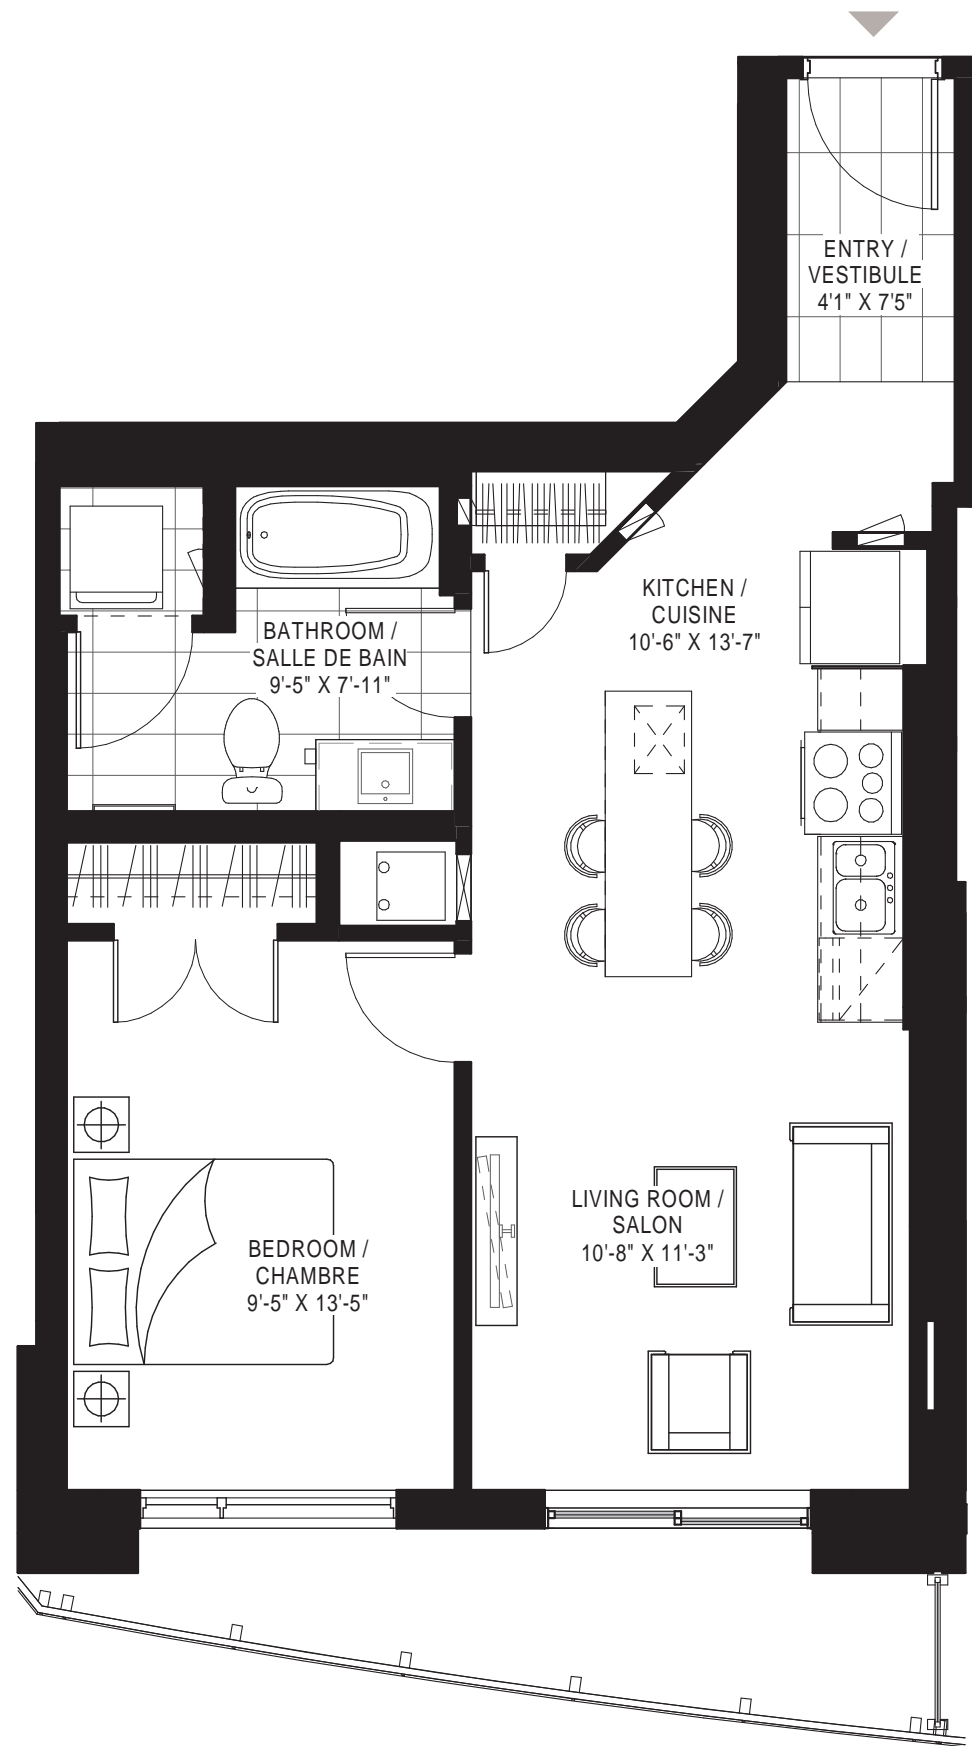 ENTRY /
VESTIBULE
4'1" X 7'5"
KITCHEN /
CUISINE
10'-6" X 13'-7"
BATHROOM /
SALLE DE BAIN
9'-5" X 7'-11"
LIVING ROOM /
SALON
10'-8" X 11'-3"
BEDROOM /
CHAMBRE
9'-5" X 13'-5"